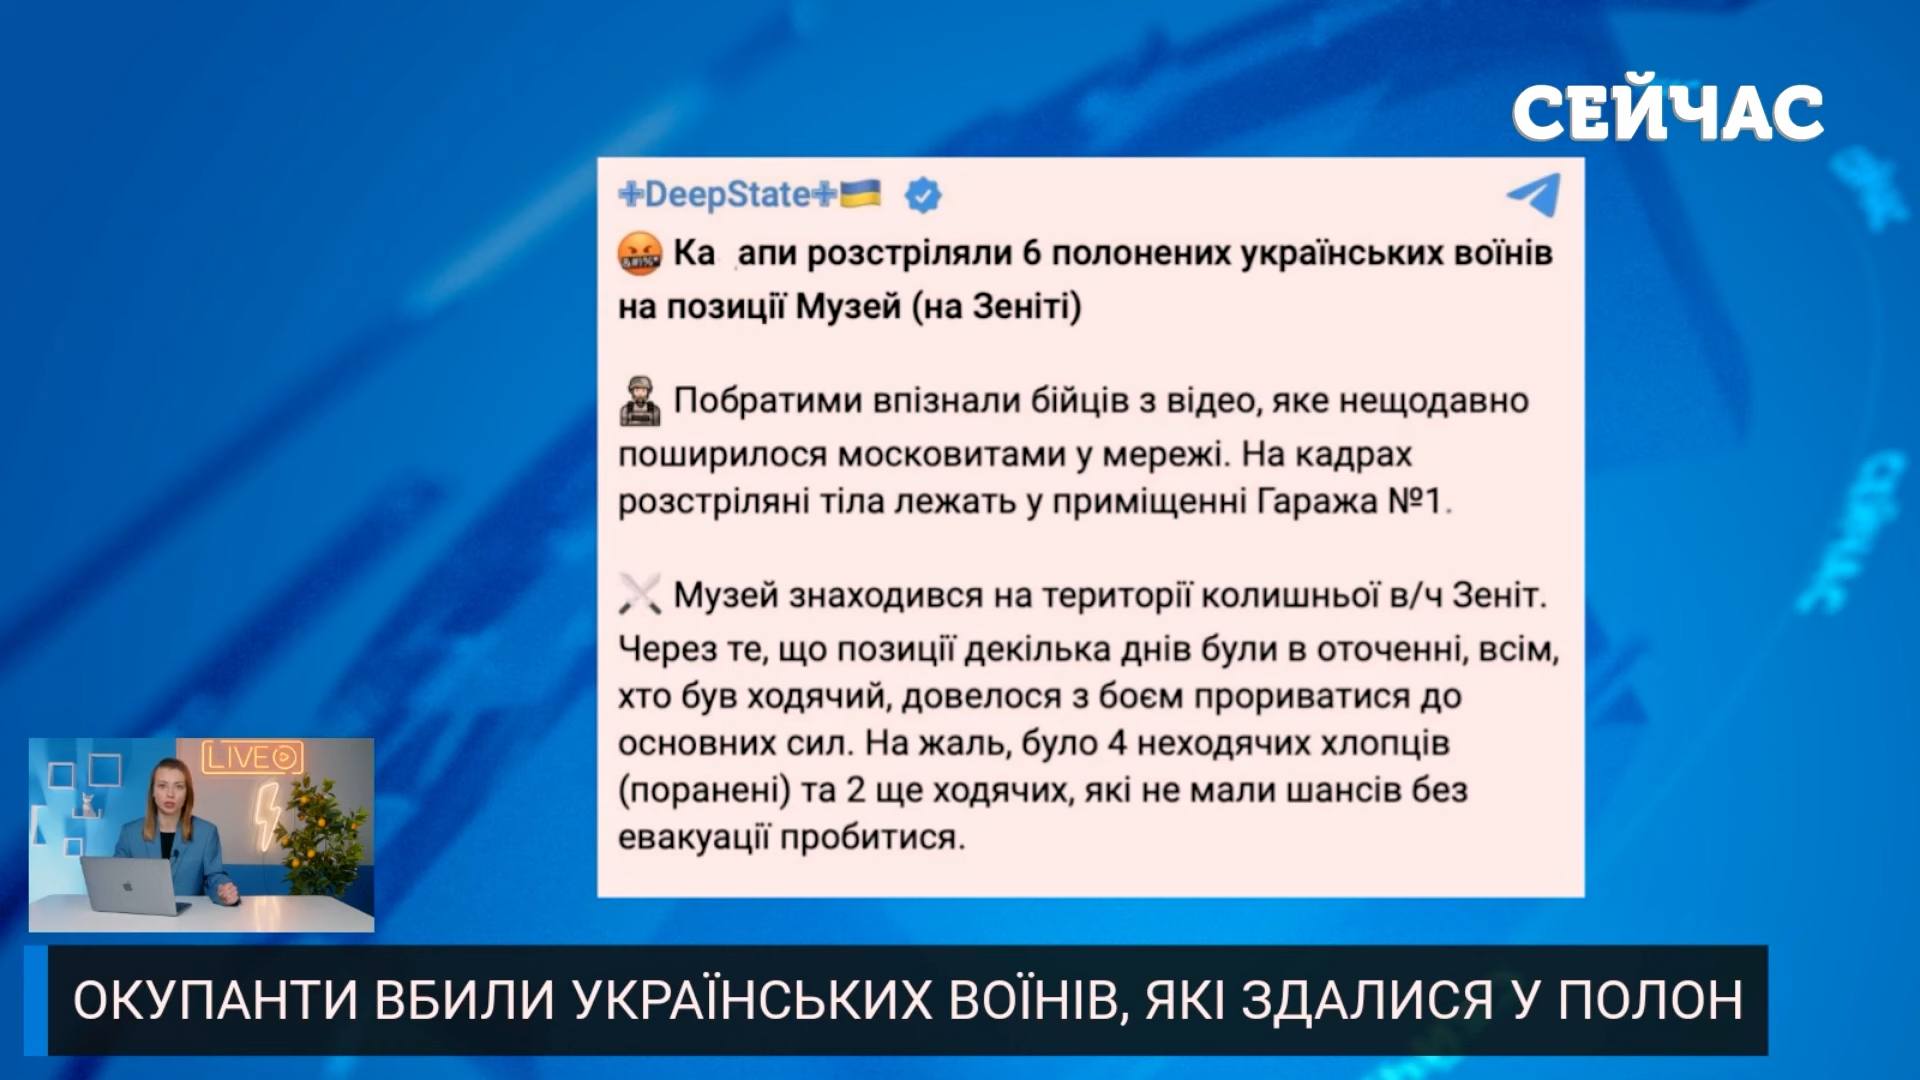 СЕЙЧАС
DeepState
Ка апи розстріляли 6 полонених українських воїнів
на позиції Музей (на Зеніті)
Побратими впізнали бійців з відео, яке нещодавно
поширилося московитами у мережі. На кадрах
розстріляні тіла лежать у приміщенні Гаража №1.
Музей знаходився на території колишньої в/ч Зеніт.
Через те, що позиції декілька днів були в оточенні, всім,
хто був ходячий, довелося з боєм прориватися до
основних сил. На жаль, було 4 неходячих хлопців
(поранені) та 2 ще ходячих, які не мали шансів без
евакуації пробитися.
LIVE
ОКУПАНТИ ВБИЛИ УКРАЇНСЬКИХ ВОЇНІВ, ЯКІ ЗДАЛИСЯ У ПОЛОН